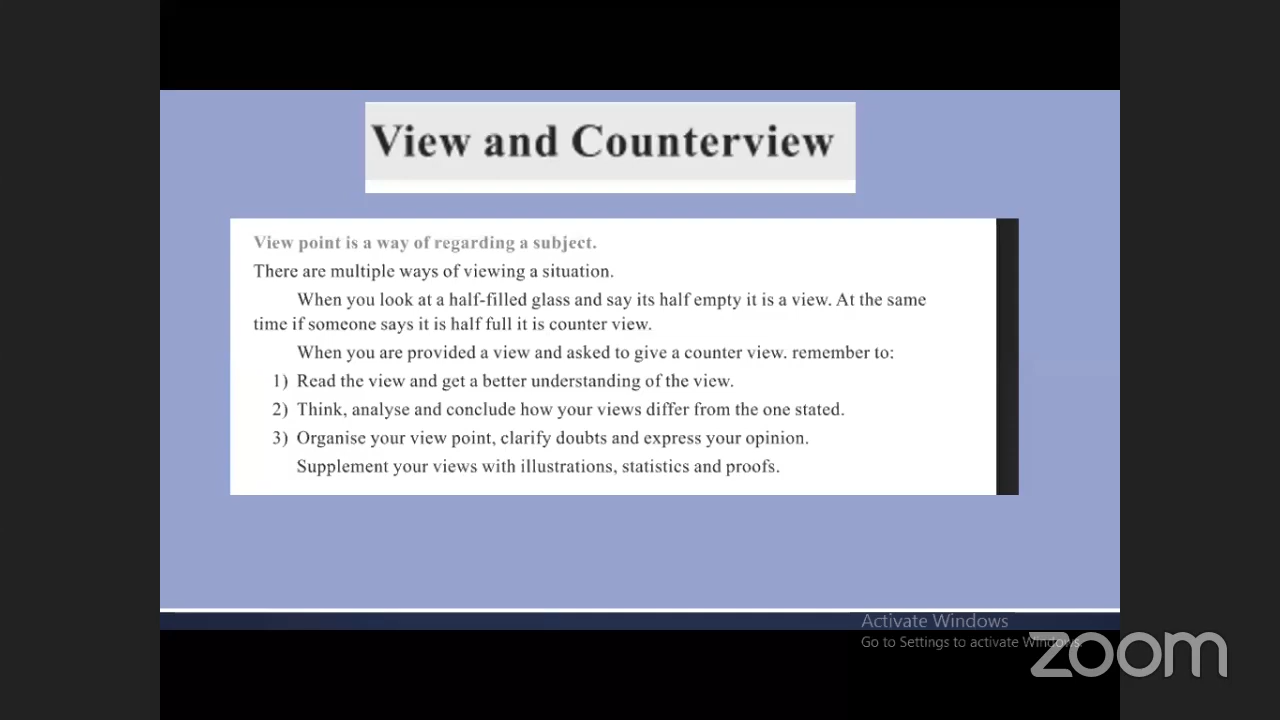 View and Counterview
View point is a way of regarding a subject.
There are multiple ways of viewing a situation.
When you look at a half-filled glass and say its half empty it is a view. At the same
time if someone says it is half full it is counter view.
When you are provided a view and asked to give a counter view. remember to:
1) Read the view and get a better understanding of the view.
2) Think, analyse and conclude how your views differ from the one stated.
3) Organise your view point, clarify doubts and express your opinion.
Supplement your views with illustrations, statistics and proofs.
Activate Windows
Go to Settings to activate Windows.
zoom